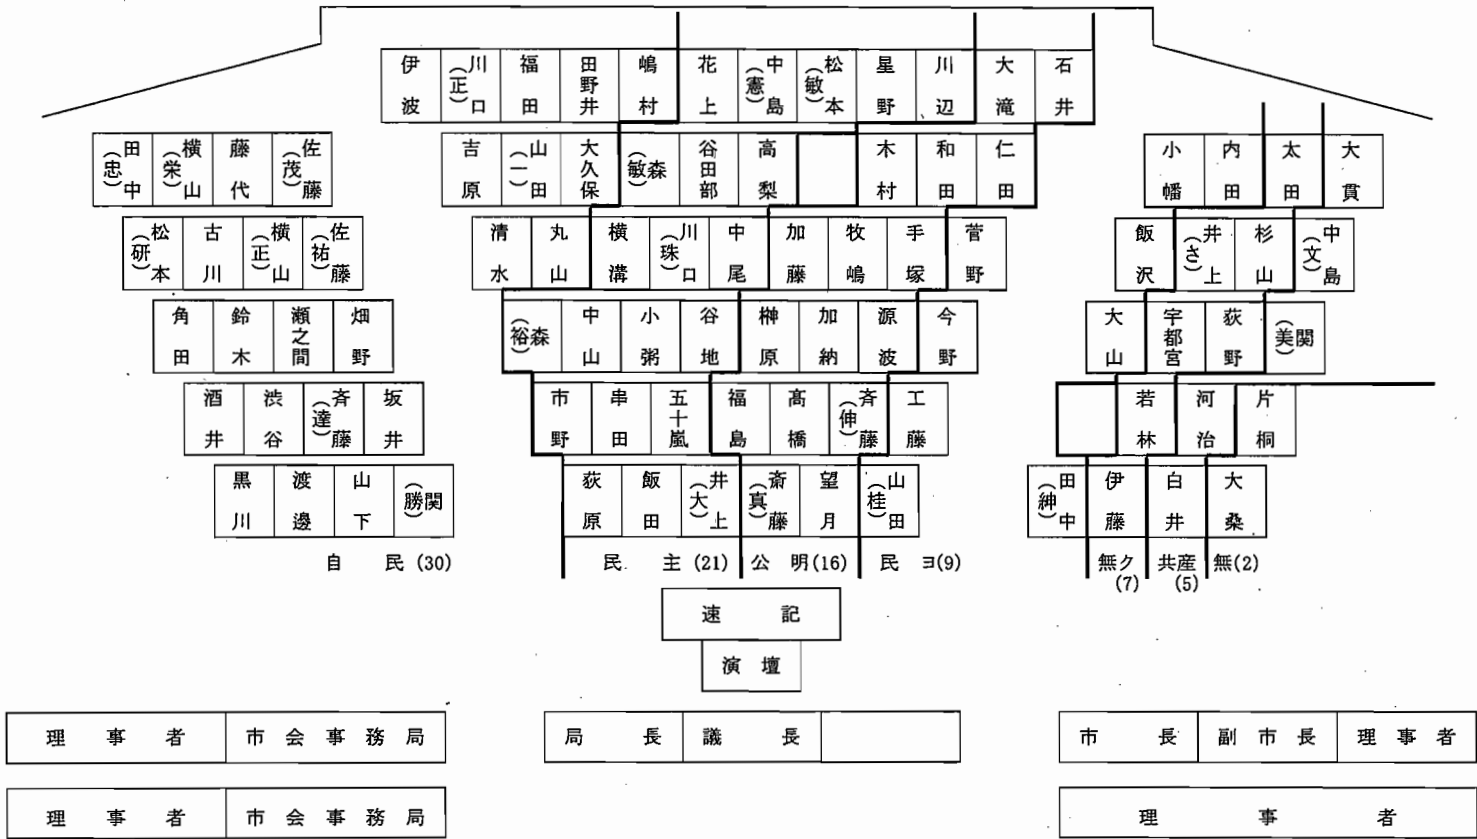 伊波 川口(正) 福田 田野井 嶋村 花上 中島(憲) 松本(敏) 星野 川辺 大滝 石井
田中(忠) 横山(栄) 藤代 佐藤(茂) 吉原 山田(一) 大久保 森(敏) 谷田部 高梨 木村 和田 仁田 小幡 内田 太田 大貫
松本(研) 古川 横山(正) 佐藤(祐) 清水 丸山 横溝 川口(珠) 中尾 加藤 牧嶋 手塚 菅野 飯沢 井上(さ) 杉山 中島(文)
角田 鈴木 瀬之間 畑野 森(裕) 中山 小粥 谷地 榊原 加納 源波 今野 大山 宇都宮 荻野 関(美)
酒井 渋谷 斉藤(達) 坂井 市野 串田 五十嵐 福島 髙橋 斉藤(伸) 工藤 若林 河治 片桐
黒川 渡邊 山下 関(勝) 荻原 飯田 井上(大) 斎藤(真) 望月 山田(桂) 田中(紳) 伊藤 白井 大桑
自民(30) 民主(21) 公明(16) 民ヨ(9) 無ク(7) 共産(5) 無(2)
速記
演壇
理事者 市会事務局 局長 議長 市長 副市長 理事者
理事者 市会事務局 理事者